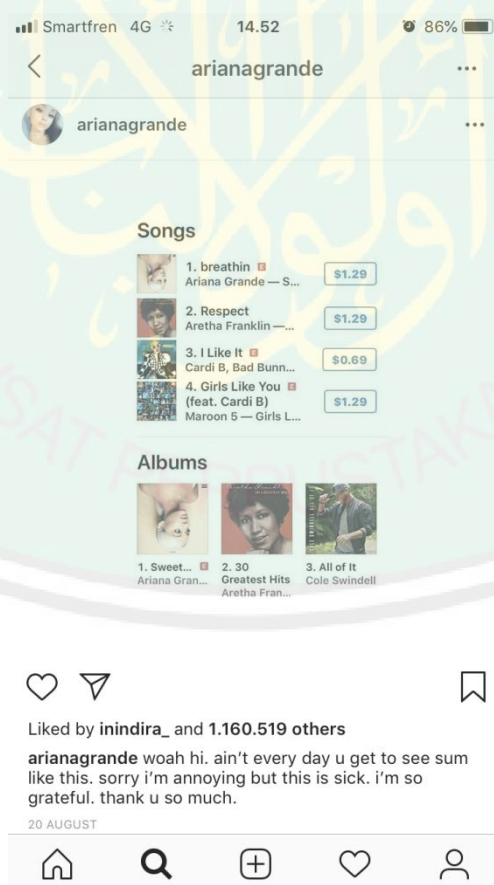 Smartfren 4G 14.52 86%
arianagrande
arianagrande
Songs
1. breathin E
Ariana Grande — S...
$1.29
2. Respect
Aretha Franklin —...
$1.29
3. I Like It E
Cardi B, Bad Bunn...
$0.69
4. Girls Like You E
(feat. Cardi B)
Maroon 5 — Girls L...
$1.29
Albums
1. Sweet... E
Ariana Gran...
2. 30
Greatest Hits
Aretha Fran...
3. All of It
Cole Swindell
Liked by inindira_ and 1.160.519 others
arianagrande woah hi. ain't every day u get to see sum
like this. sorry i'm annoying but this is sick. i'm so
grateful. thank u so much.
20 AUGUST